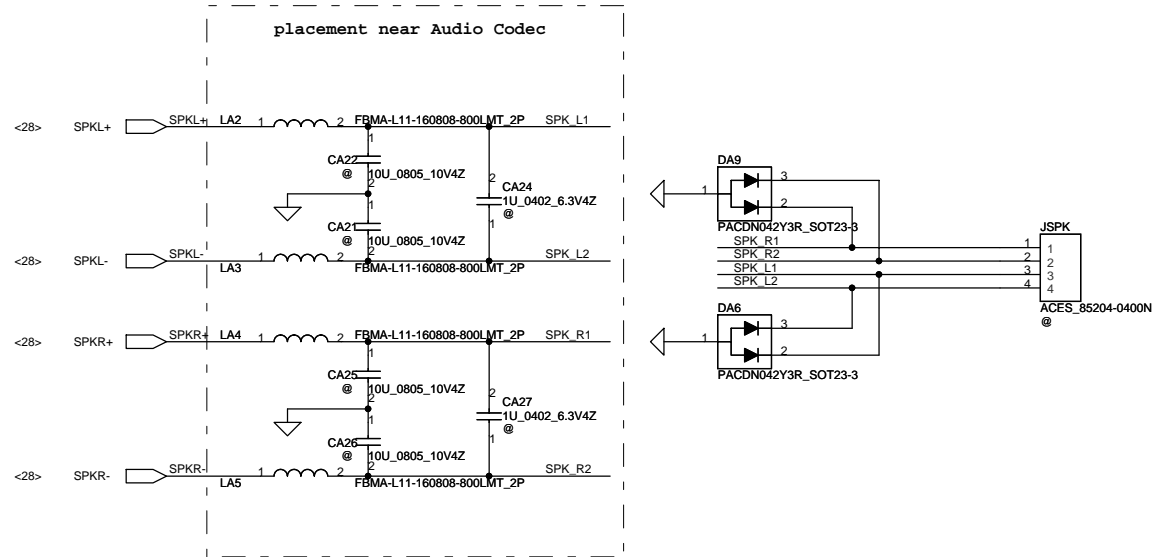 placement near Audio Codec
<28> SPKL+ SPKL+ LA2 1 2 FBMA-L11-160808-800LMT_2P SPK_L1
1
CA22
@ 10U_0805_10V4Z
2
2
CA24
1U_0402_6.3V4Z
@
1
1
CA21
@ 10U_0805_10V4Z
2
<28> SPKL- SPKL- LA3 1 2 FBMA-L11-160808-800LMT_2P SPK_L2
<28> SPKR+ SPKR+ LA4 1 2 FBMA-L11-160808-800LMT_2P SPK_R1
1
CA25
@ 10U_0805_10V4Z
2
2
CA27
1U_0402_6.3V4Z
@
1
1
CA26
@ 10U_0805_10V4Z
2
<28> SPKR- SPKR- LA5 1 2 FBMA-L11-160808-800LMT_2P SPK_R2
DA9
1 3
2
PACDN042Y3R_SOT23-3
SPK_R1
SPK_R2
SPK_L1
SPK_L2
DA6
1 3
2
PACDN042Y3R_SOT23-3
JSPK
1 1
2 2
3 3
4 4
ACES_85204-0400N
@